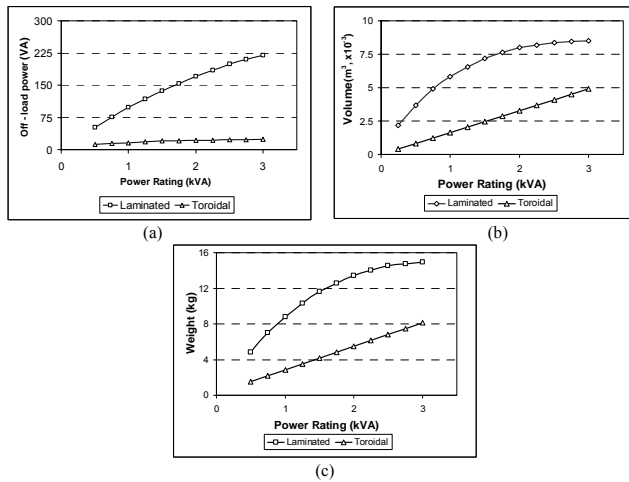 300
225
150
75
0
Off - load power (VA)
0 1 2 3
Power Rating (kVA)
Laminated Toroidal
(a)
10
7.5
5
2.5
0
Volume(m³, x10⁻³)
0 1 2 3
Power Rating (kVA)
Laminated Toroidal
(b)
16
12
8
4
0
Weight (kg)
0 1 2 3
Power Rating (kVA)
Laminated Toroidal
(c)